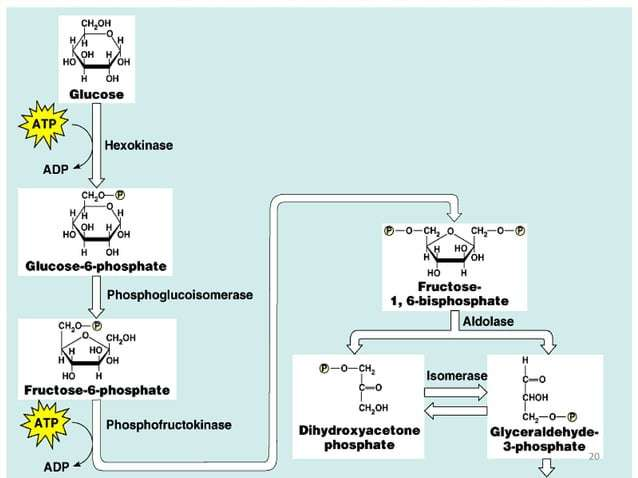 CH2OH
H
O
H
H
OH
H
HO
OH
H
OH
Glucose
ATP
Hexokinase
ADP
CH2O—P
H
O
H
H
OH
H
HO
OH
H
OH
Glucose-6-phosphate
Phosphoglucoisomerase
CH2O—P
O
CH2OH
H
HO
H
OH
HO
H
Fructose-6-phosphate
ATP
Phosphofructokinase
ADP
P—O—CH2
O
CH2—O—P
H
H
HO
OH
HO
H
Fructose-
1, 6-bisphosphate
Aldolase
P—O—CH2
C=O
CH2OH
Dihydroxyacetone
phosphate
Isomerase
H
C=O
CHOH
CH2—O—P
Glyceraldehyde-
3-phosphate
20